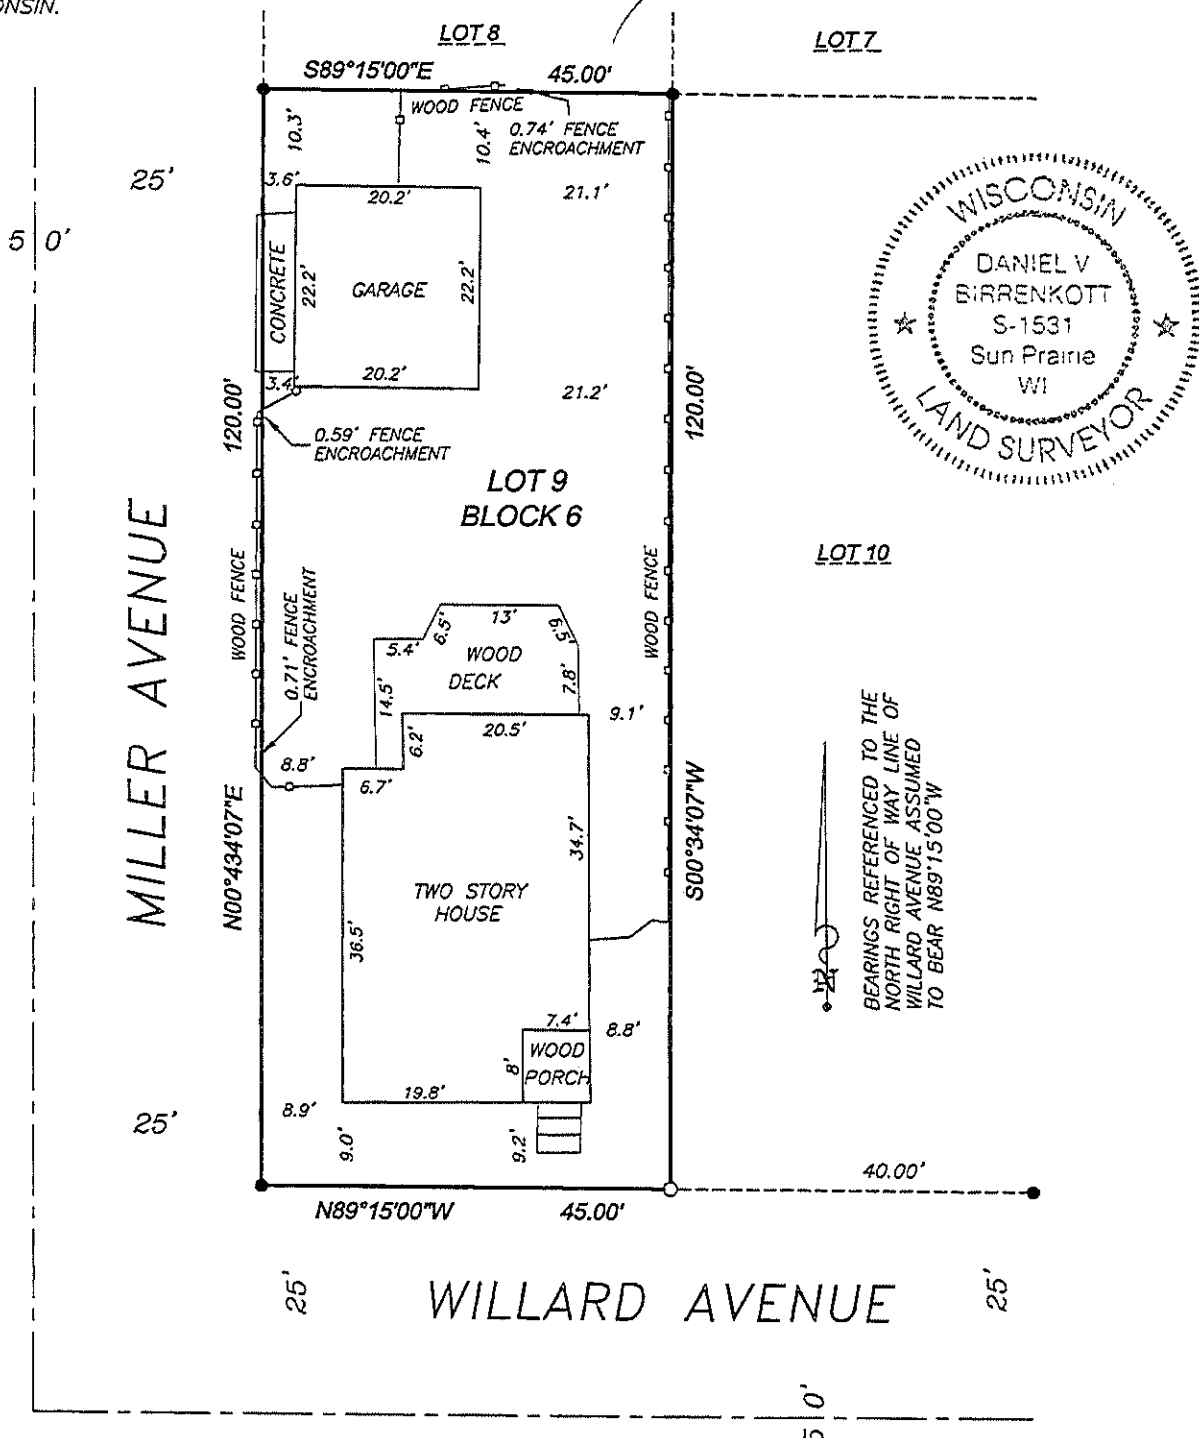 ONSIN.
LOT 8
LOT 7
S89°15'00"E
45.00'
WOOD FENCE
0.74' FENCE
ENCROACHMENT
10.3'
10.4'
25'
3.6'
20.2'
21.1'
50'
CONCRETE
22.2'
GARAGE
22.2'
WISCONSIN
DANIEL V
BIRRENKOTT
S-1531
Sun Prairie
WI
LAND SURVEYOR
3.4'
20.2'
21.2'
120.00'
120.00'
0.59' FENCE
ENCROACHMENT
LOT 9
BLOCK 6
LOT 10
MILLER AVENUE
WOOD FENCE
0.71' FENCE
ENCROACHMENT
WOOD FENCE
13'
6.5'
6.5'
5.4'
WOOD
DECK
14.5'
7.8'
9.1'
20.5'
6.2'
8.8'
6.7'
N00°434'07"E
S00°34'07"W
34.7'
TWO STORY
HOUSE
36.5'
BEARINGS REFERENCED TO THE
NORTH RIGHT OF WAY LINE OF
WILLARD AVENUE ASSUMED
TO BEAR N89°15'00"W
7.4'
8.8'
WOOD
PORCH
8'
19.8'
25'
8.9'
9.0'
9.2'
40.00'
N89°15'00"W
45.00'
25'
WILLARD AVENUE
25'
0'